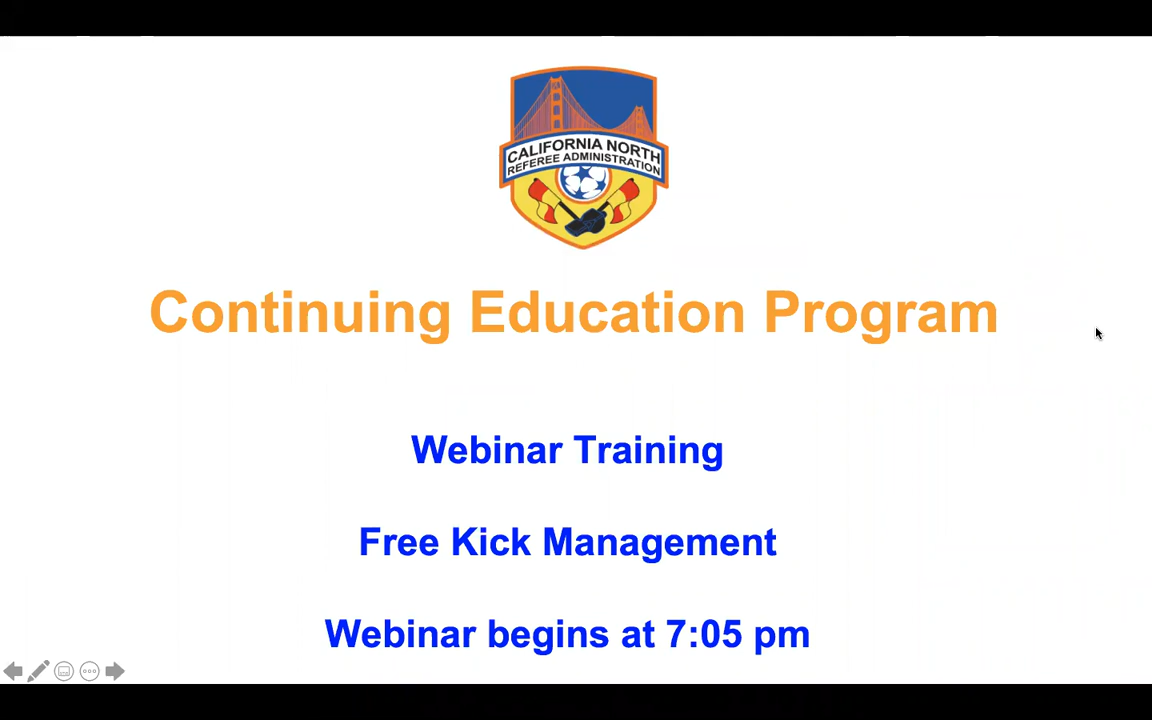 CALIFORNIA NORTH
REFEREE ADMINISTRATION
Continuing Education Program
Webinar Training
Free Kick Management
Webinar begins at 7:05 pm